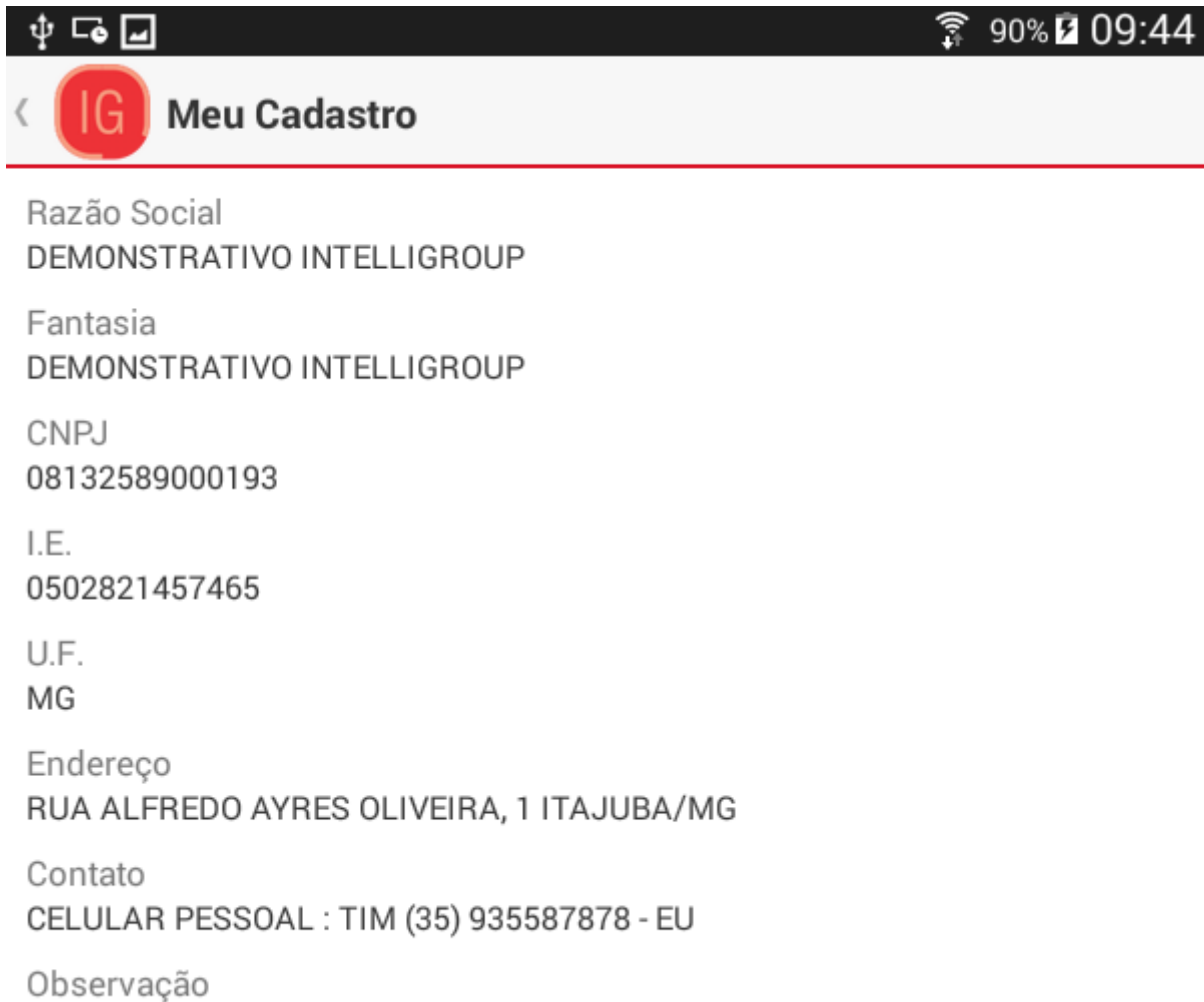 90% 09:44
IG Meu Cadastro
Razão Social
DEMONSTRATIVO INTELLIGROUP
Fantasia
DEMONSTRATIVO INTELLIGROUP
CNPJ
08132589000193
I.E.
0502821457465
U.F.
MG
Endereço
RUA ALFREDO AYRES OLIVEIRA, 1 ITAJUBA/MG
Contato
CELULAR PESSOAL : TIM (35) 935587878 - EU
Observação